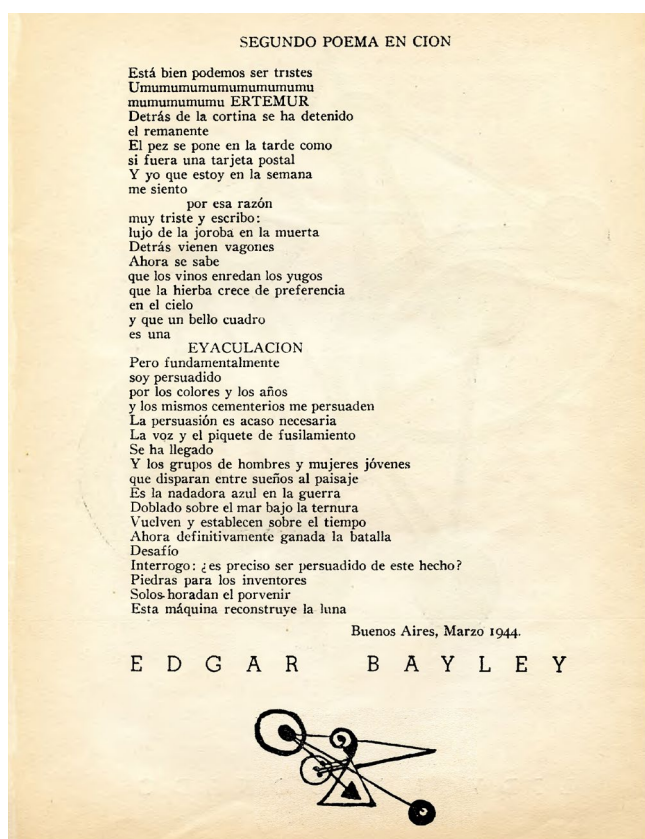 SEGUNDO POEMA EN CION
Está bien podemos ser tristes
Umumumumumumumumumu
mumumumumu ERTEMUR
Detrás de la cortina se ha detenido
el remanente
El pez se pone en la tarde como
si fuera una tarjeta postal
Y yo que estoy en la semana
me siento
por esa razón
muy triste y escribo:
lujo de la joroba en la muerta
Detrás vienen vagones
Ahora se sabe
que los vinos enredan los yugos
que la hierba crece de preferencia
en el cielo
y que un bello cuadro
es una
EYACULACION
Pero fundamentalmente
soy persuadido
por los colores y los años
y los mismos cementerios me persuaden
La persuasión es acaso necesaria
La voz y el piquete de fusilamiento
Se ha llegado
Y los grupos de hombres y mujeres jóvenes
que disparan entre sueños al paisaje
Es la nadadora azul en la guerra
Doblado sobre el mar bajo la ternura
Vuelven y establecen sobre el tiempo
Ahora definitivamente ganada la batalla
Desafío
Interrogo: ¿es preciso ser persuadido de este hecho?
Piedras para los inventores
Solos horadan el porvenir
Esta máquina reconstruye la luna
Buenos Aires, Marzo 1944.
EDGAR BAYLEY